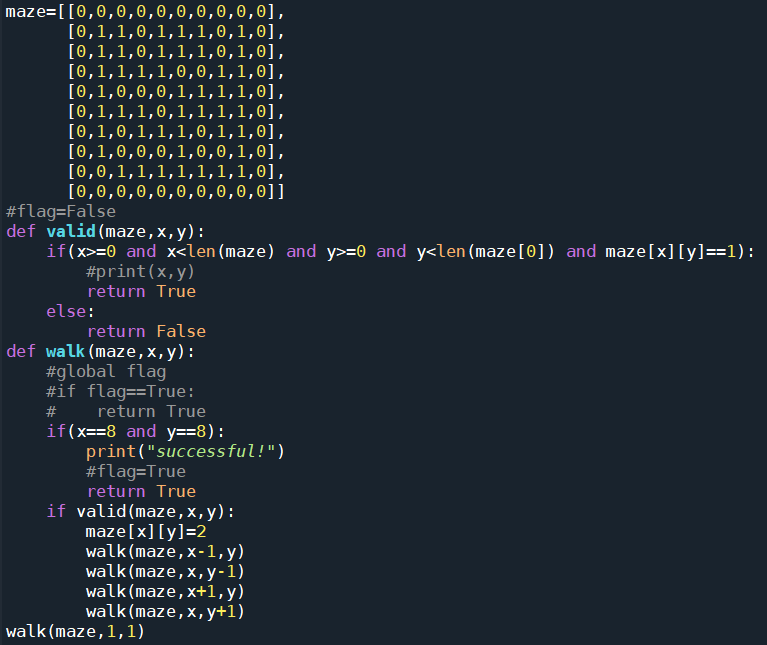 maze=[[0,0,0,0,0,0,0,0,0,0],
      [0,1,1,0,1,1,1,0,1,0],
      [0,1,1,0,1,1,1,0,1,0],
      [0,1,1,1,1,0,0,1,1,0],
      [0,1,0,0,0,1,1,1,1,0],
      [0,1,1,1,0,1,1,1,1,0],
      [0,1,0,1,1,1,0,1,1,0],
      [0,1,0,0,0,1,0,0,1,0],
      [0,0,1,1,1,1,1,1,1,0],
      [0,0,0,0,0,0,0,0,0,0]]
#flag=False
def valid(maze,x,y):
    if(x>=0 and x<len(maze) and y>=0 and y<len(maze[0]) and maze[x][y]==1):
        #print(x,y)
        return True
    else:
        return False
def walk(maze,x,y):
    #global flag
    #if flag==True:
    #    return True
    if(x==8 and y==8):
        print("successful!")
        #flag=True
        return True
    if valid(maze,x,y):
        maze[x][y]=2
        walk(maze,x-1,y)
        walk(maze,x,y-1)
        walk(maze,x+1,y)
        walk(maze,x,y+1)
walk(maze,1,1)